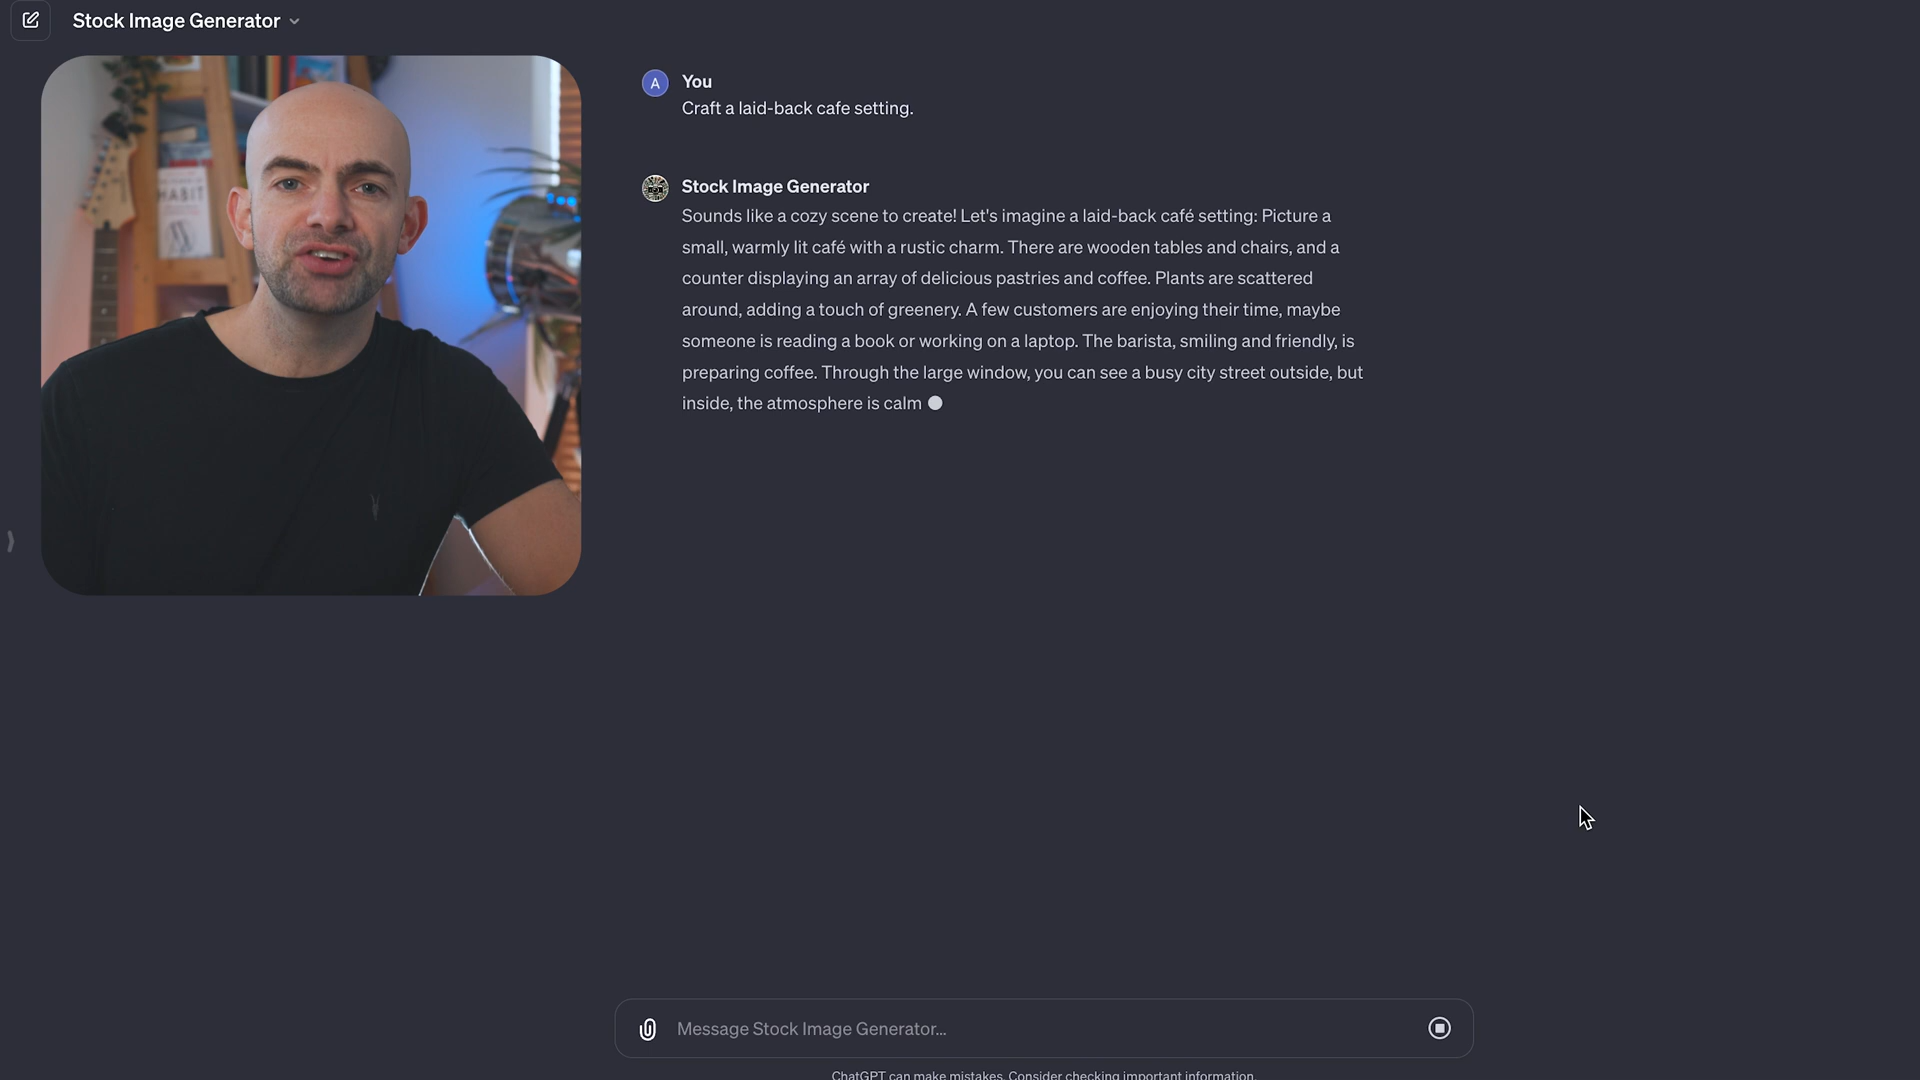 Stock Image Generator
HABIT
A
You
Craft a laid-back cafe setting.
Stock Image Generator
Sounds like a cozy scene to create! Let's imagine a laid-back café setting: Picture a
small, warmly lit café with a rustic charm. There are wooden tables and chairs, and a
counter displaying an array of delicious pastries and coffee. Plants are scattered
around, adding a touch of greenery. A few customers are enjoying their time, maybe
someone is reading a book or working on a laptop. The barista, smiling and friendly, is
preparing coffee. Through the large window, you can see a busy city street outside, but
inside, the atmosphere is calm
Message Stock Image Generator...
ChatGPT can make mistakes. Consider checking important information.